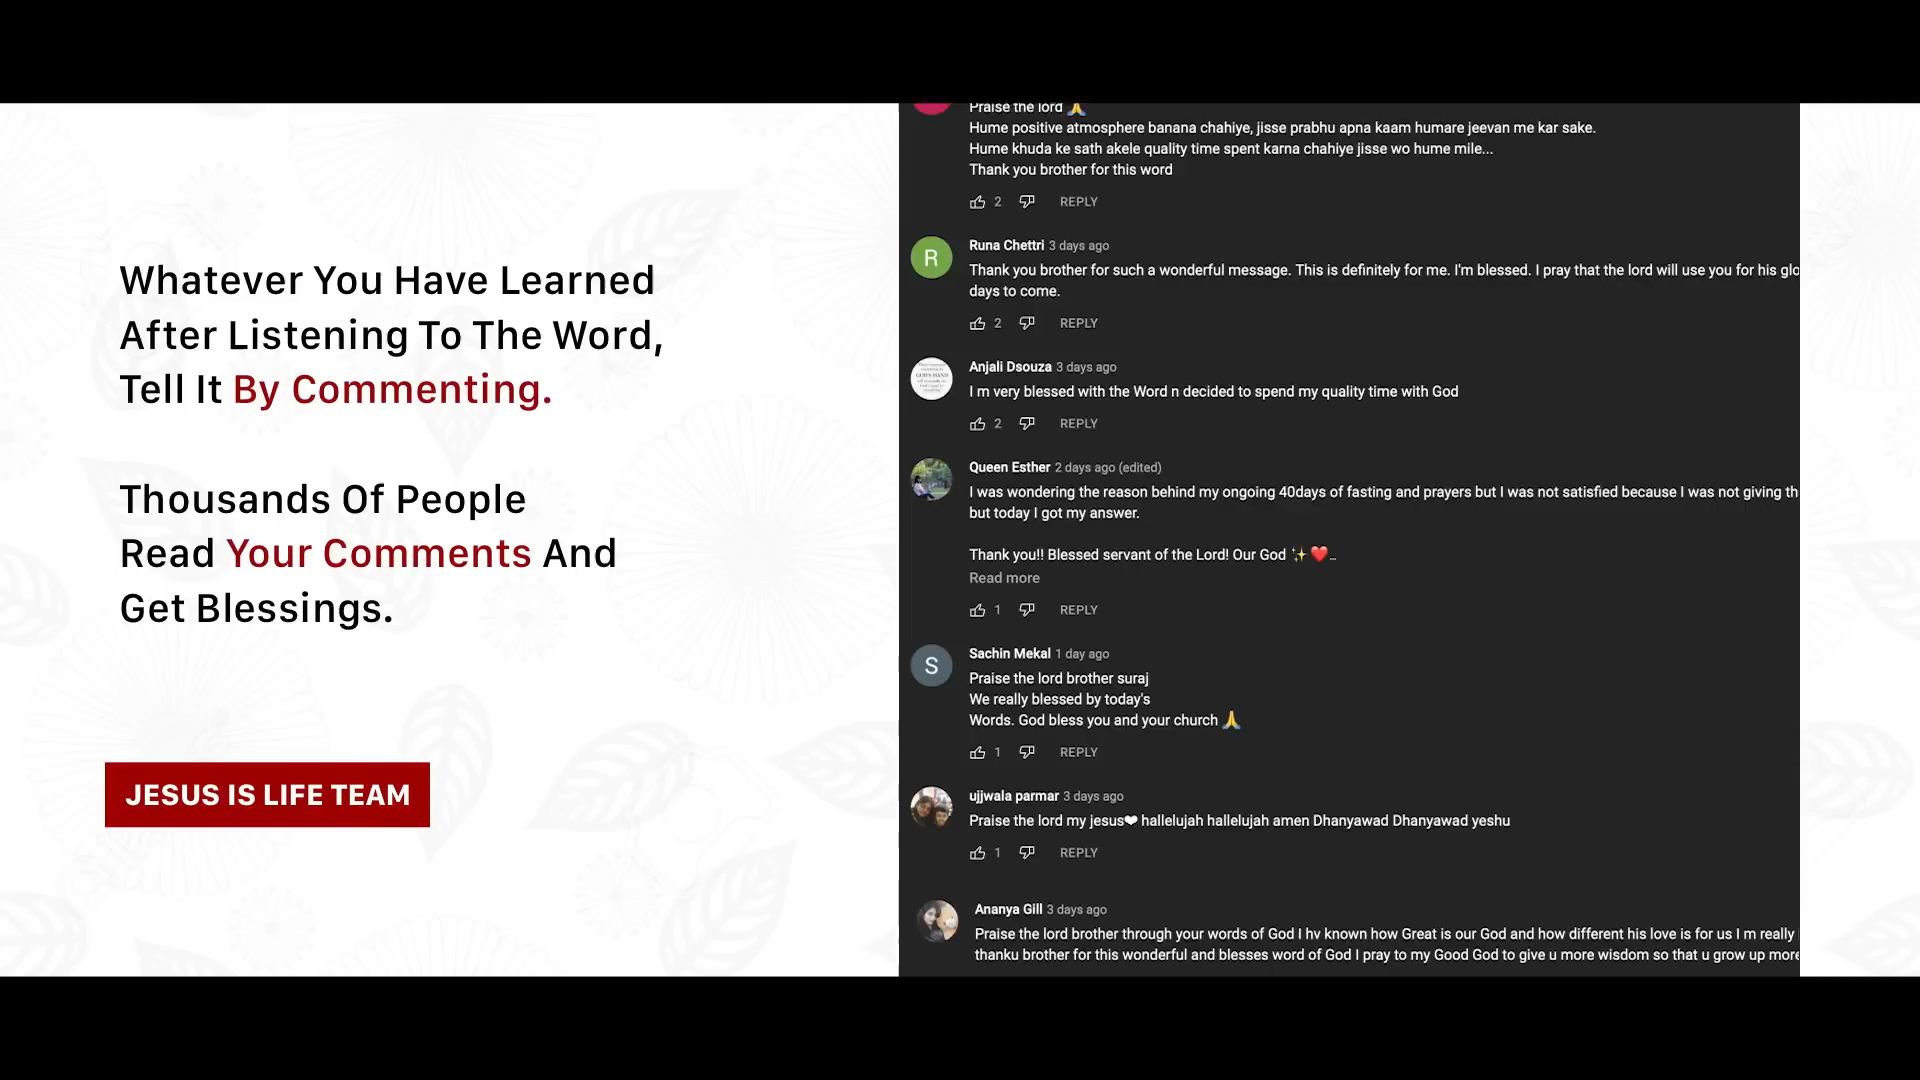 Whatever You Have Learned
After Listening To The Word,
Tell It By Commenting.
Thousands Of People
Read Your Comments And
Get Blessings.
JESUS IS LIFE TEAM
Praise the lord 🙏
Hume positive atmosphere banana chahiye, jisse prabhu apna kaam humare jeevan me kar sake.
Hume khuda ke sath akele quality time spent karna chahiye jisse wo hume mile...
Thank you brother for this word
2 REPLY
R
Runa Chettri 3 days ago
Thank you brother for such a wonderful message. This is definitely for me. I'm blessed. I pray that the lord will use you for his glo
days to come.
2 REPLY
Anjali Dsouza 3 days ago
I m very blessed with the Word n decided to spend my quality time with God
2 REPLY
Queen Esther 2 days ago (edited)
I was wondering the reason behind my ongoing 40days of fasting and prayers but I was not satisfied because I was not giving th
but today I got my answer.
Thank you!! Blessed servant of the Lord! Our God ✨❤️...
Read more
1 REPLY
S
Sachin Mekal 1 day ago
Praise the lord brother suraj
We really blessed by today's
Words. God bless you and your church 🙏
1 REPLY
ujjwala parmar 3 days ago
Praise the lord my jesus❤ hallelujah hallelujah amen Dhanyawad Dhanyawad yeshu
1 REPLY
Ananya Gill 3 days ago
Praise the lord brother through your words of God I hv known how Great is our God and how different his love is for us I m really
thanku brother for this wonderful and blesses word of God I pray to my Good God to give u more wisdom so that u grow up more